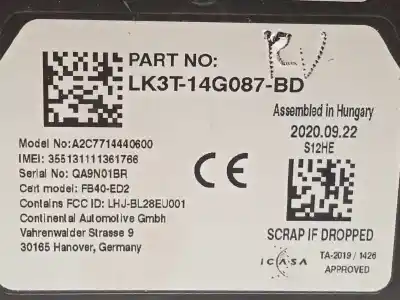 PART NO:
LK3T-14G087-BD
RV
Assembled in Hungary
2020.09.22
S12HE
Model No:A2C7714440600
IMEI: 355131111361766
Serial No: QA9N01BR
Cert model: FB40-ED2
Contains FCC ID: LHJ-BL28EU001
Continental Automotive Gmbh
Vahrenwalder Strasse 9
30165 Hanover, Germany
CE
SCRAP IF DROPPED
ICASA
TA-2019 / 1426
APPROVED